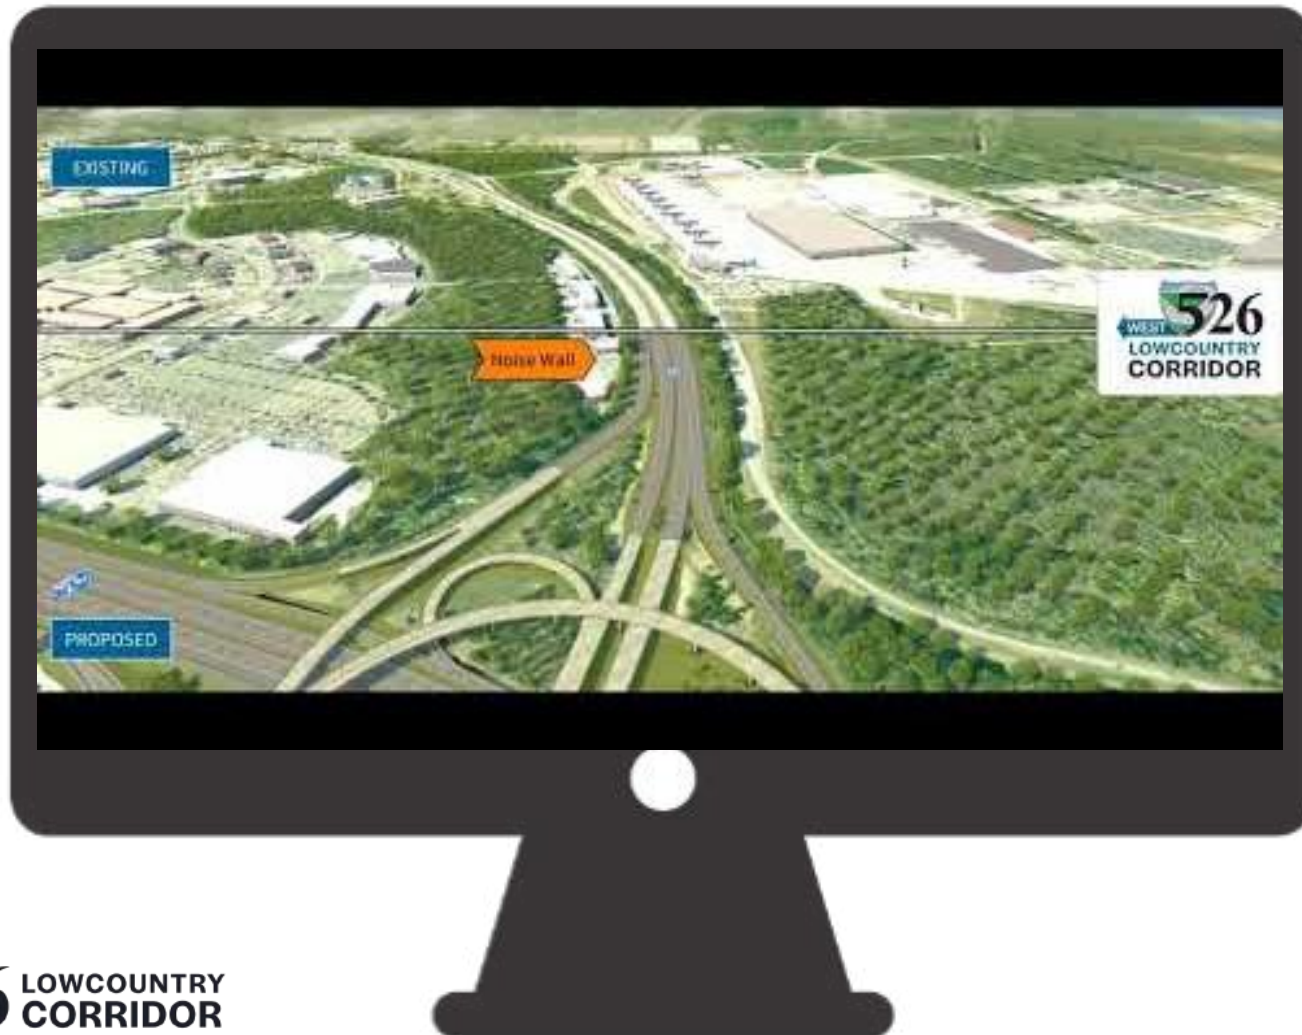 EXISTING
WEST 526
LOWCOUNTRY
CORRIDOR
Noise Wall
PROPOSED
LOWCOUNTRY
CORRIDOR